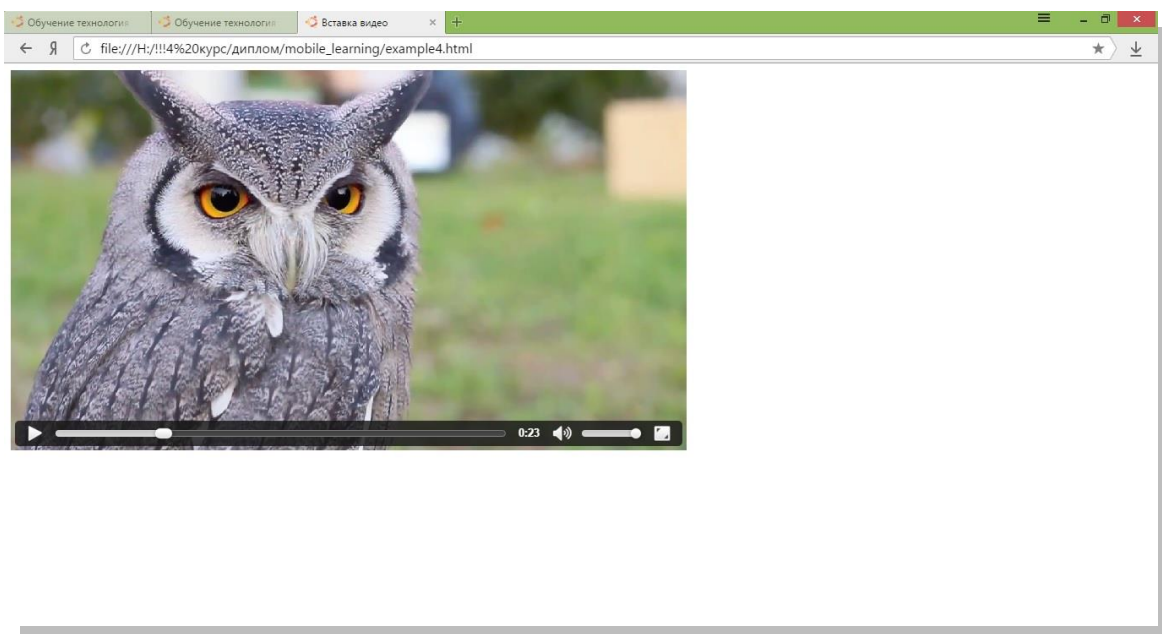 Обучение технологи
Обучение технологи
Вставка видео
Я
file:///H:/!!!4%20курс/диплом/mobile_learning/example4.html
0:23